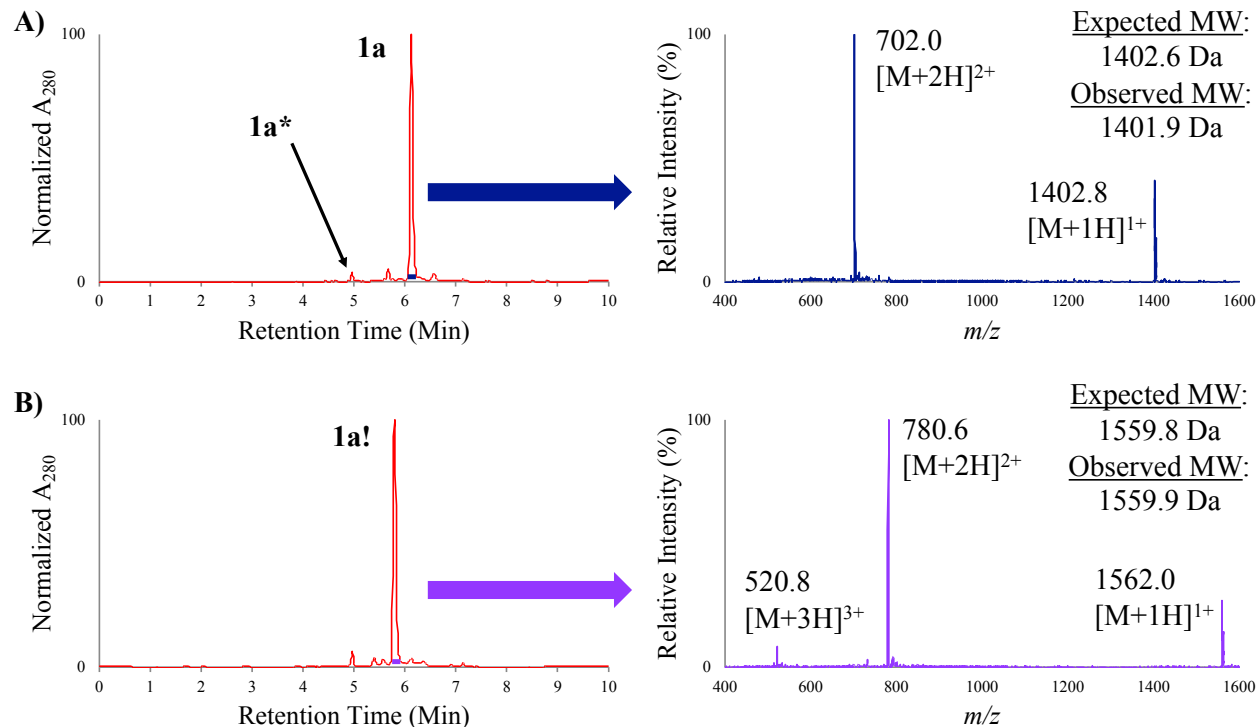 A)
Normalized A₂₈₀
100
0
1a
1a*
0 1 2 3 4 5 6 7 8 9 10
Retention Time (Min)
Relative Intensity (%)
100
0
702.0
[M+2H]²⁺
1402.8
[M+1H]¹⁺
Expected MW:
1402.6 Da
Observed MW:
1401.9 Da
400 600 800 1000 1200 1400 1600
m/z
B)
Normalized A₂₈₀
100
0
1a!
0 1 2 3 4 5 6 7 8 9 10
Retention Time (Min)
Relative Intensity (%)
100
0
520.8
[M+3H]³⁺
780.6
[M+2H]²⁺
1562.0
[M+1H]¹⁺
Expected MW:
1559.8 Da
Observed MW:
1559.9 Da
400 600 800 1000 1200 1400 1600
m/z